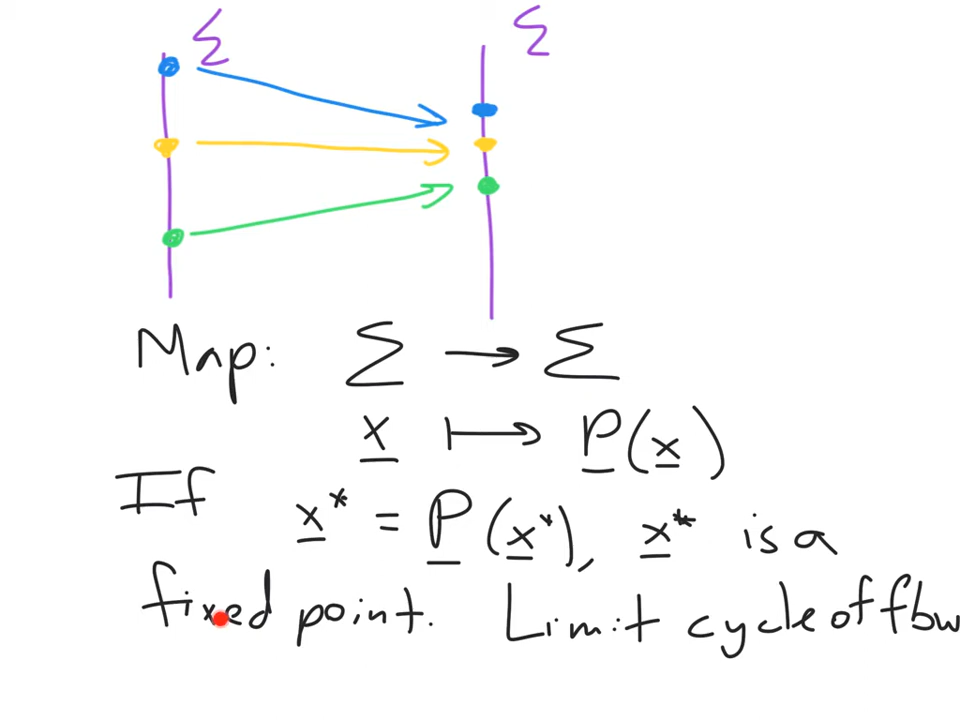 Σ Σ
Map: Σ → Σ
x ↦ P(x)
If x* = P(x*), x* is a
fixed point. Limit cycle of flow